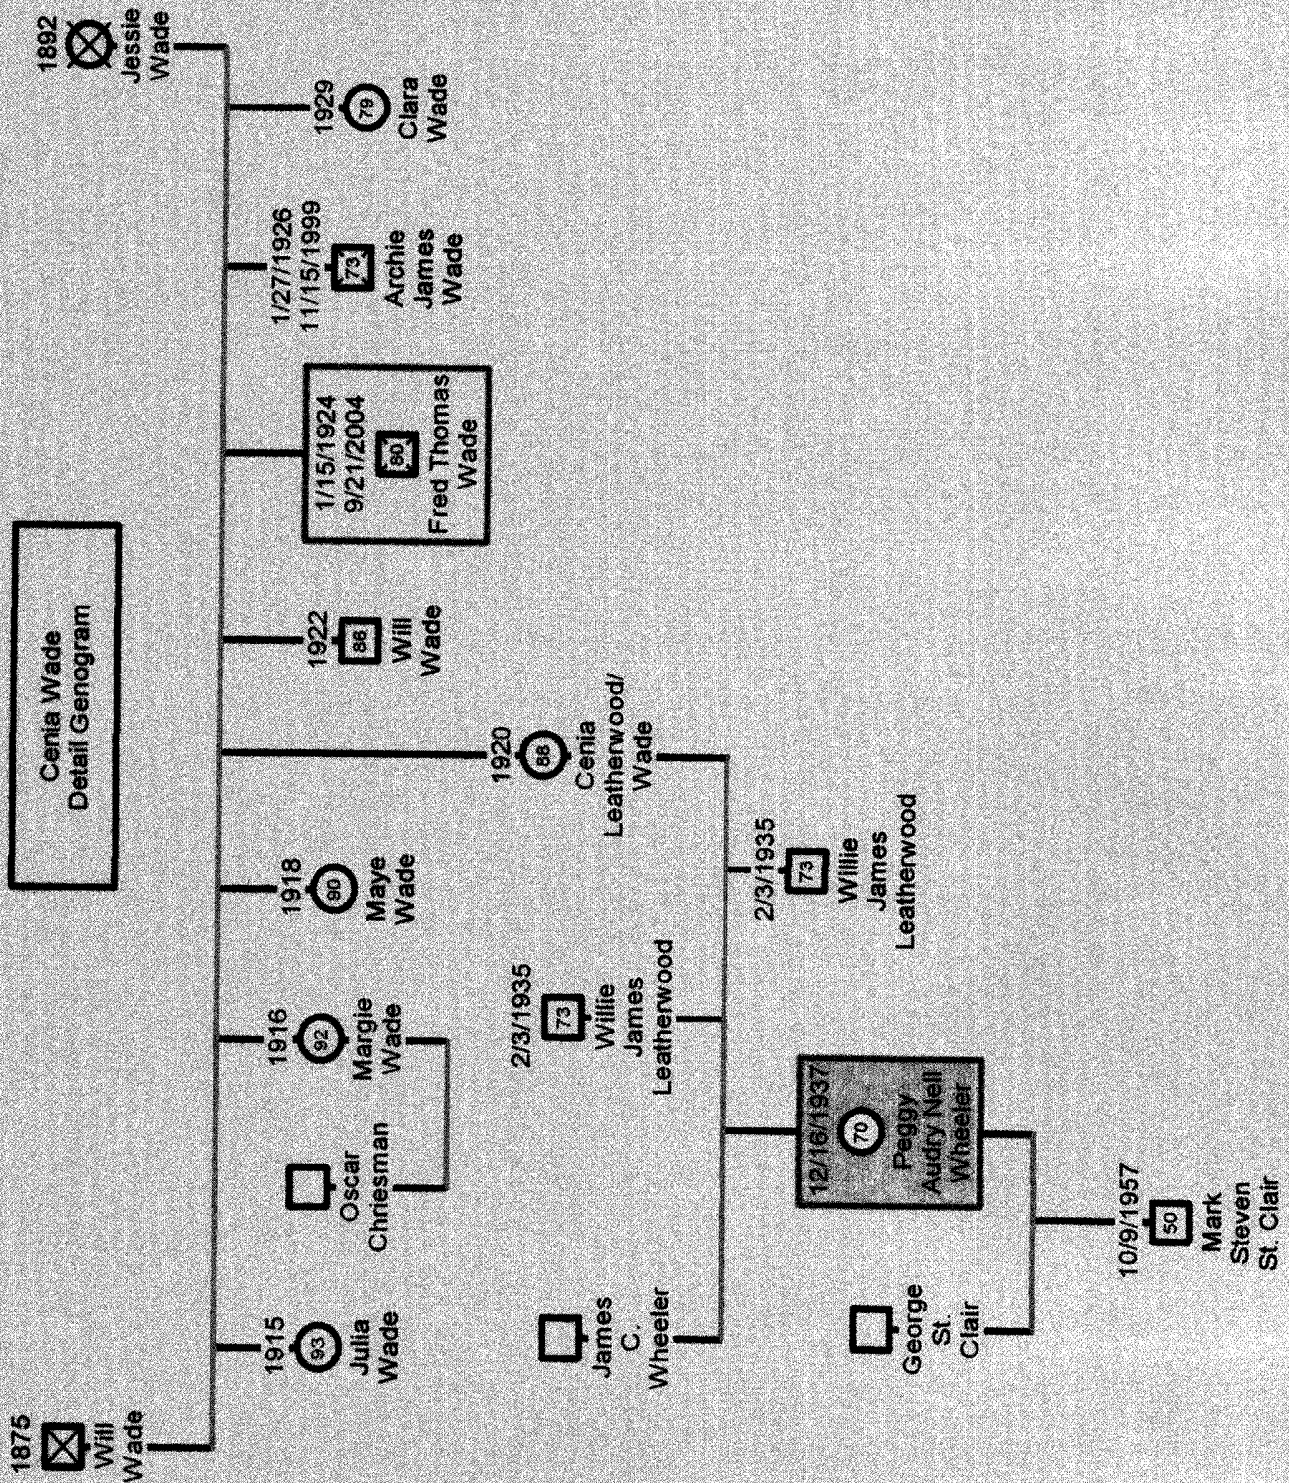 Cenia Wade
Detail Genogram
1875
Will
Wade
1892
Jessie
Wade
1915
93
Julia
Wade
Oscar
Chriesman
1916
92
Margie
Wade
1918
90
Maye
Wade
1920
88
Cenia
Leatherwood/
Wade
1922
86
Will
Wade
1/15/1924
9/21/2004
80
Fred Thomas
Wade
1/27/1926
11/15/1999
73
Archie
James
Wade
1929
79
Clara
Wade
James
C.
Wheeler
2/3/1935
73
Willie
James
Leatherwood
2/3/1935
73
Willie
James
Leatherwood
12/16/1937
70
Peggy
Audry Nell
Wheeler
George
St.
Clair
10/9/1957
50
Mark
Steven
St. Clair